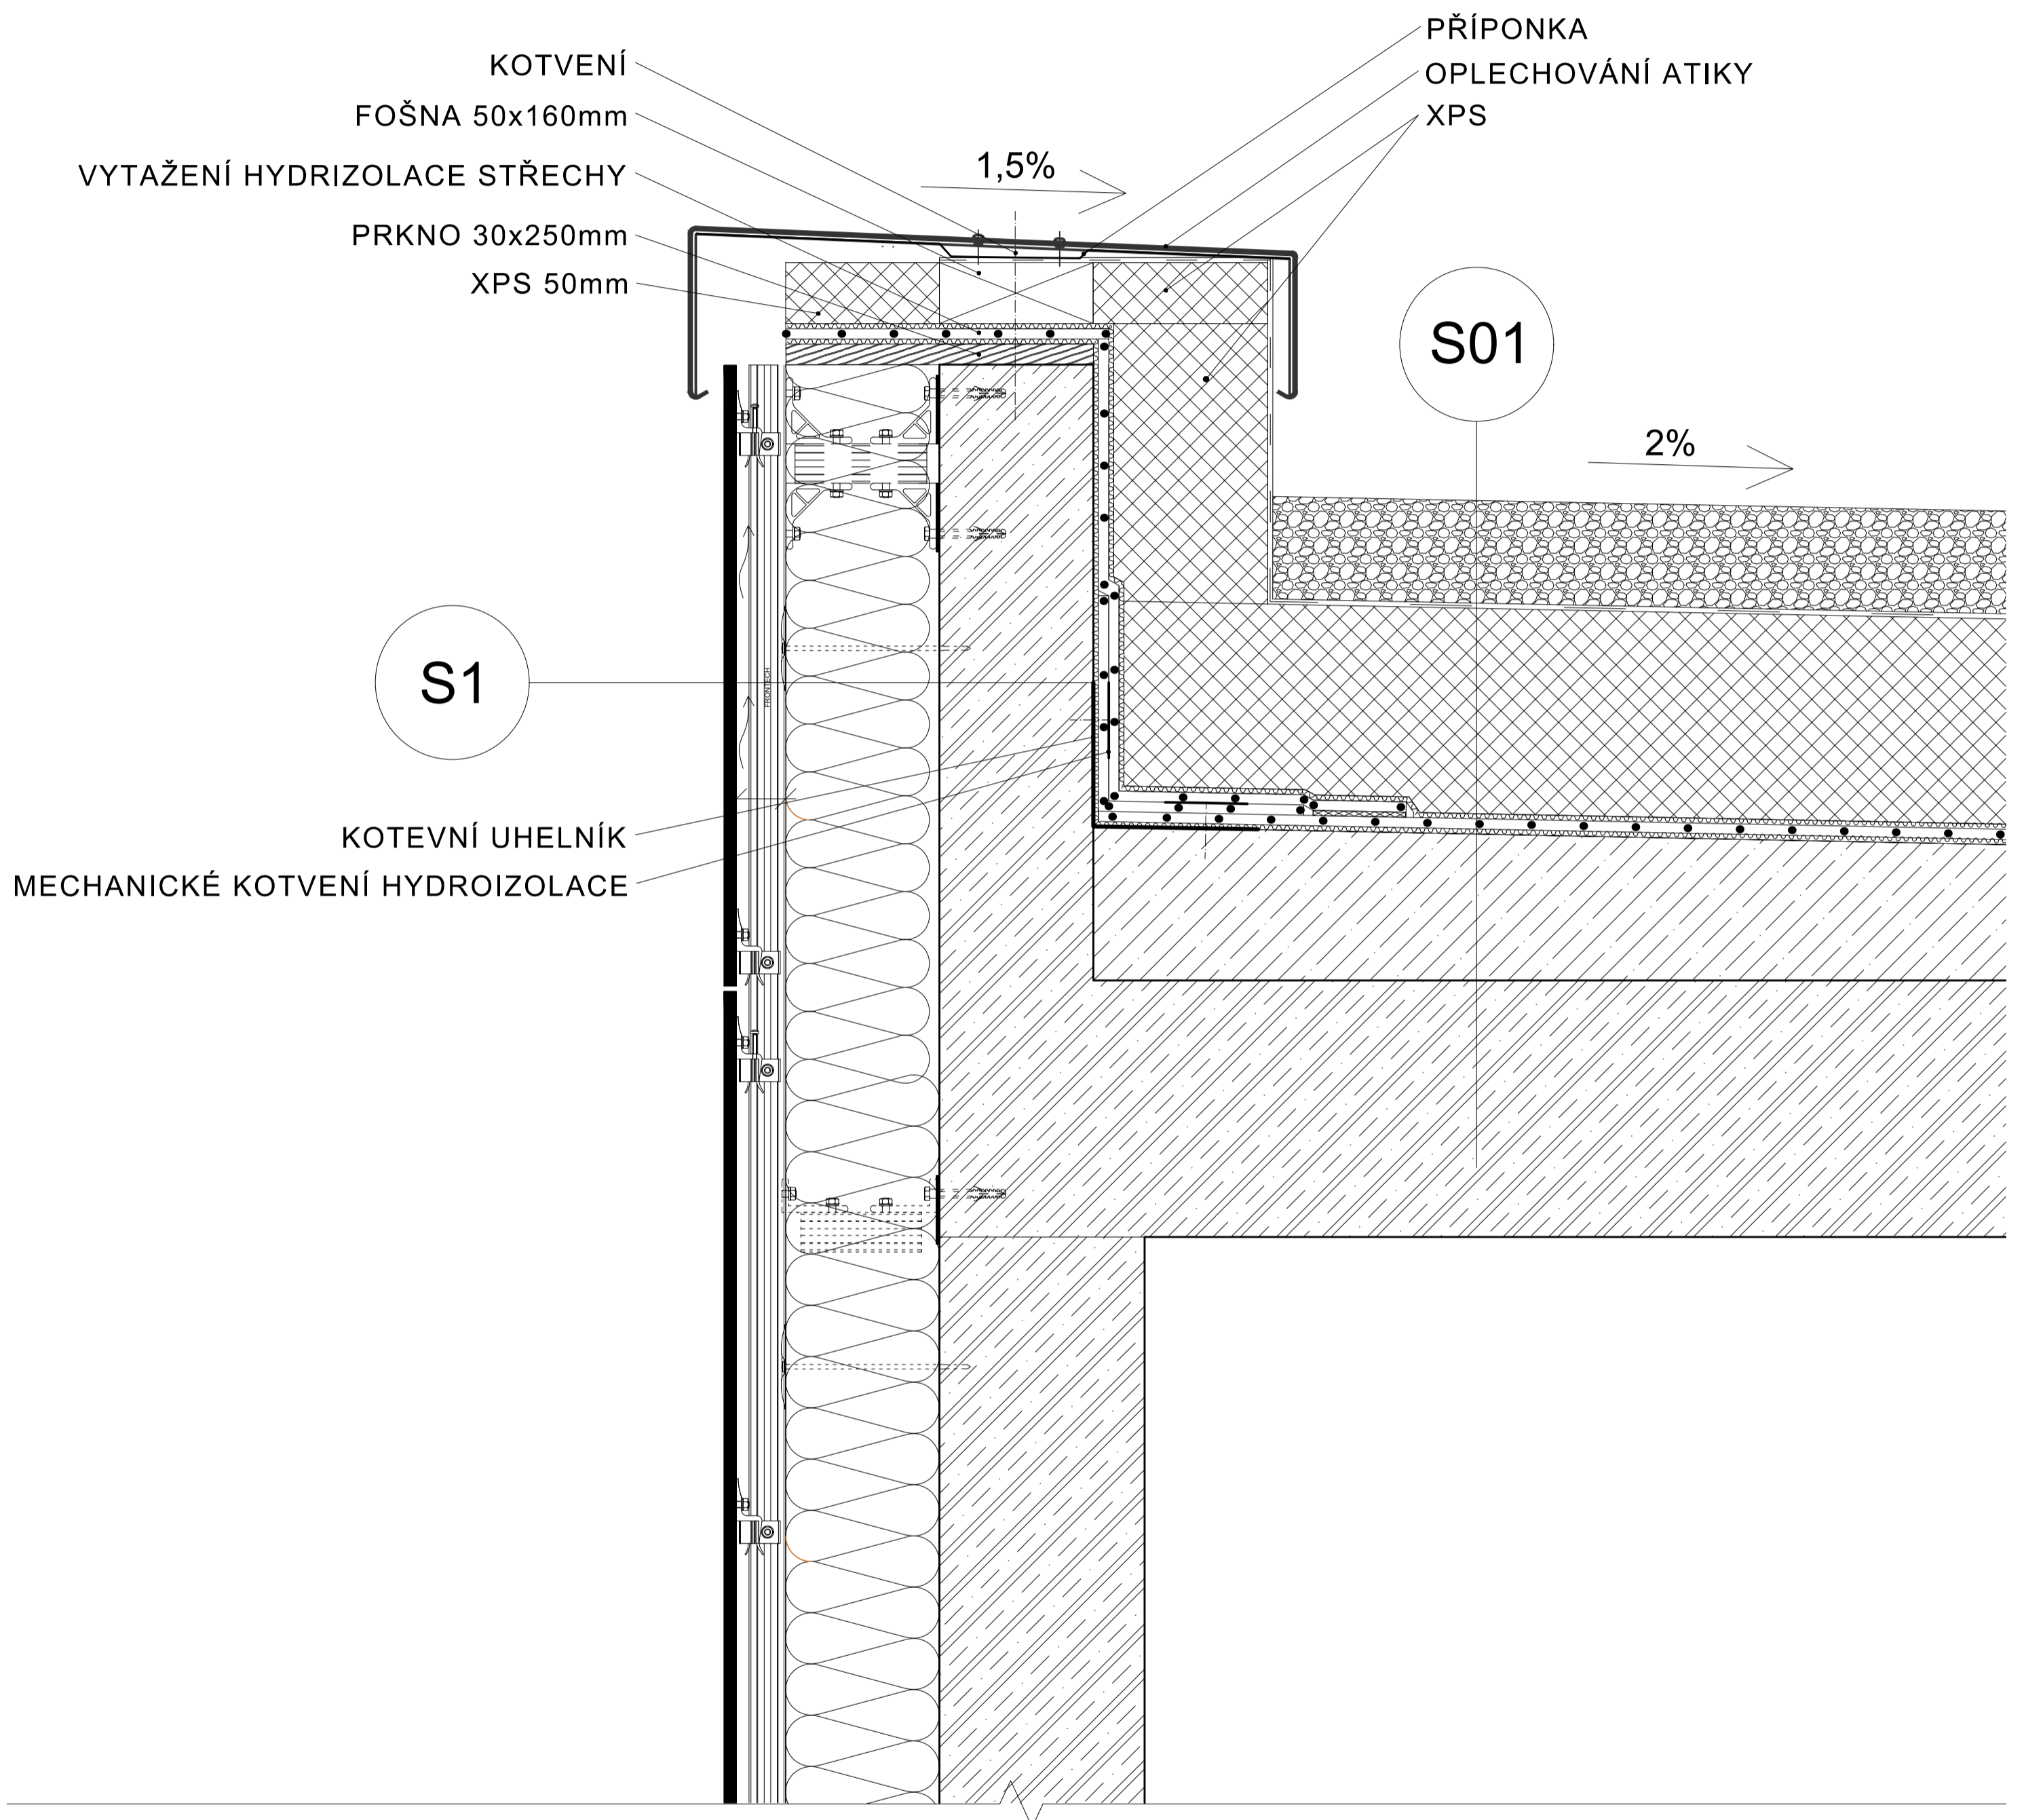 KOTVENÍ
FOŠNA 50x160mm
VYTAŽENÍ HYDRIZOLACE STŘECHY
PRKNO 30x250mm
XPS 50mm
PŘÍPONKA
OPLECHOVÁNÍ ATIKY
XPS
1,5%
S01
2%
S1
FRONTECH
KOTEVNÍ UHELNÍK
MECHANICKÉ KOTVENÍ HYDROIZOLACE